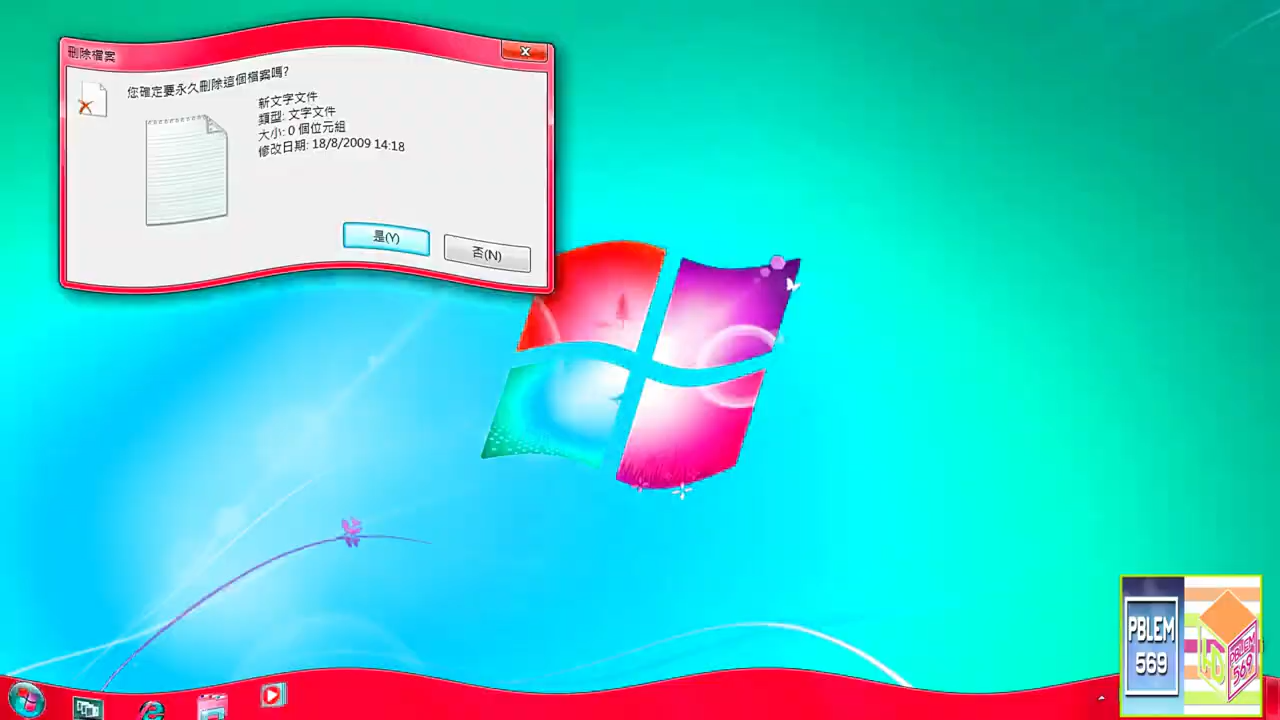 刪除檔案
您確定要永久刪除這個檔案嗎?
新文字文件
類型: 文字文件
大小: 0 個位元組
修改日期: 18/8/2009 14:18
是(Y)
否(N)
PBLEM
569
PBLEM
569